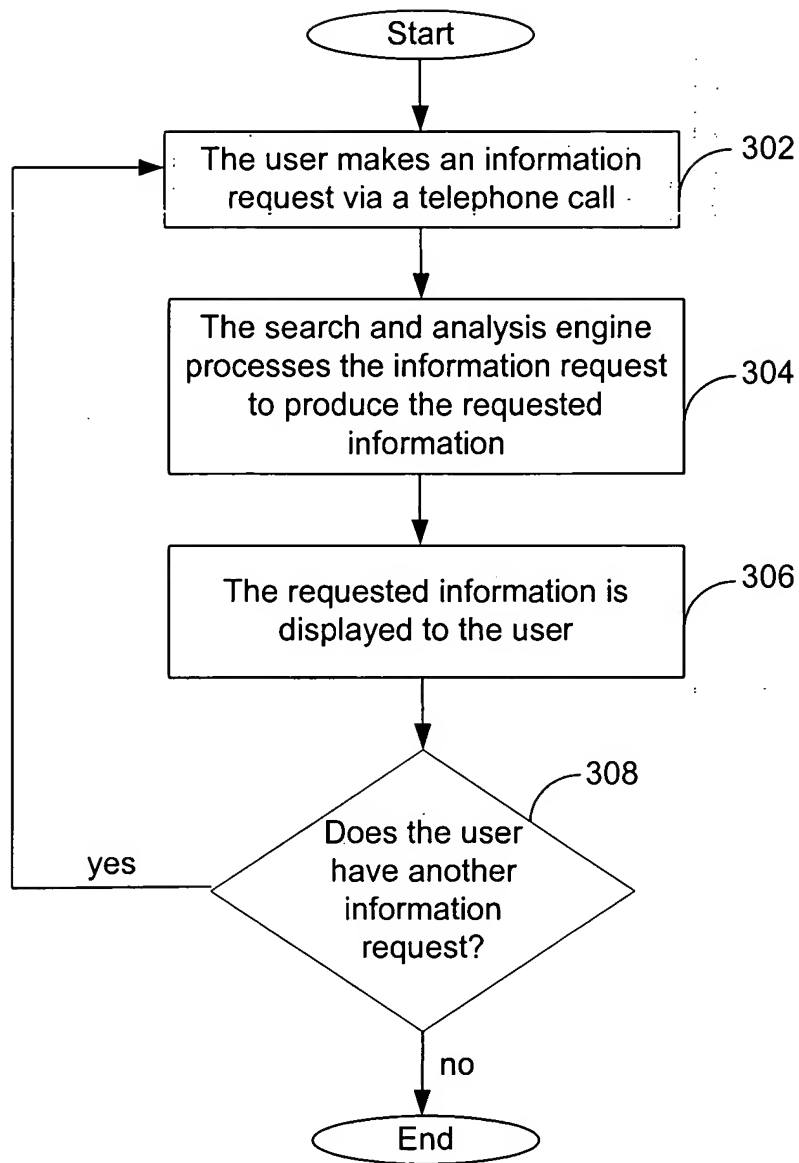 Start
The user makes an information
request via a telephone call
302
The search and analysis engine
processes the information request
to produce the requested
information
304
The requested information is
displayed to the user
306
308
Does the user
have another
information
request?
yes
no
End